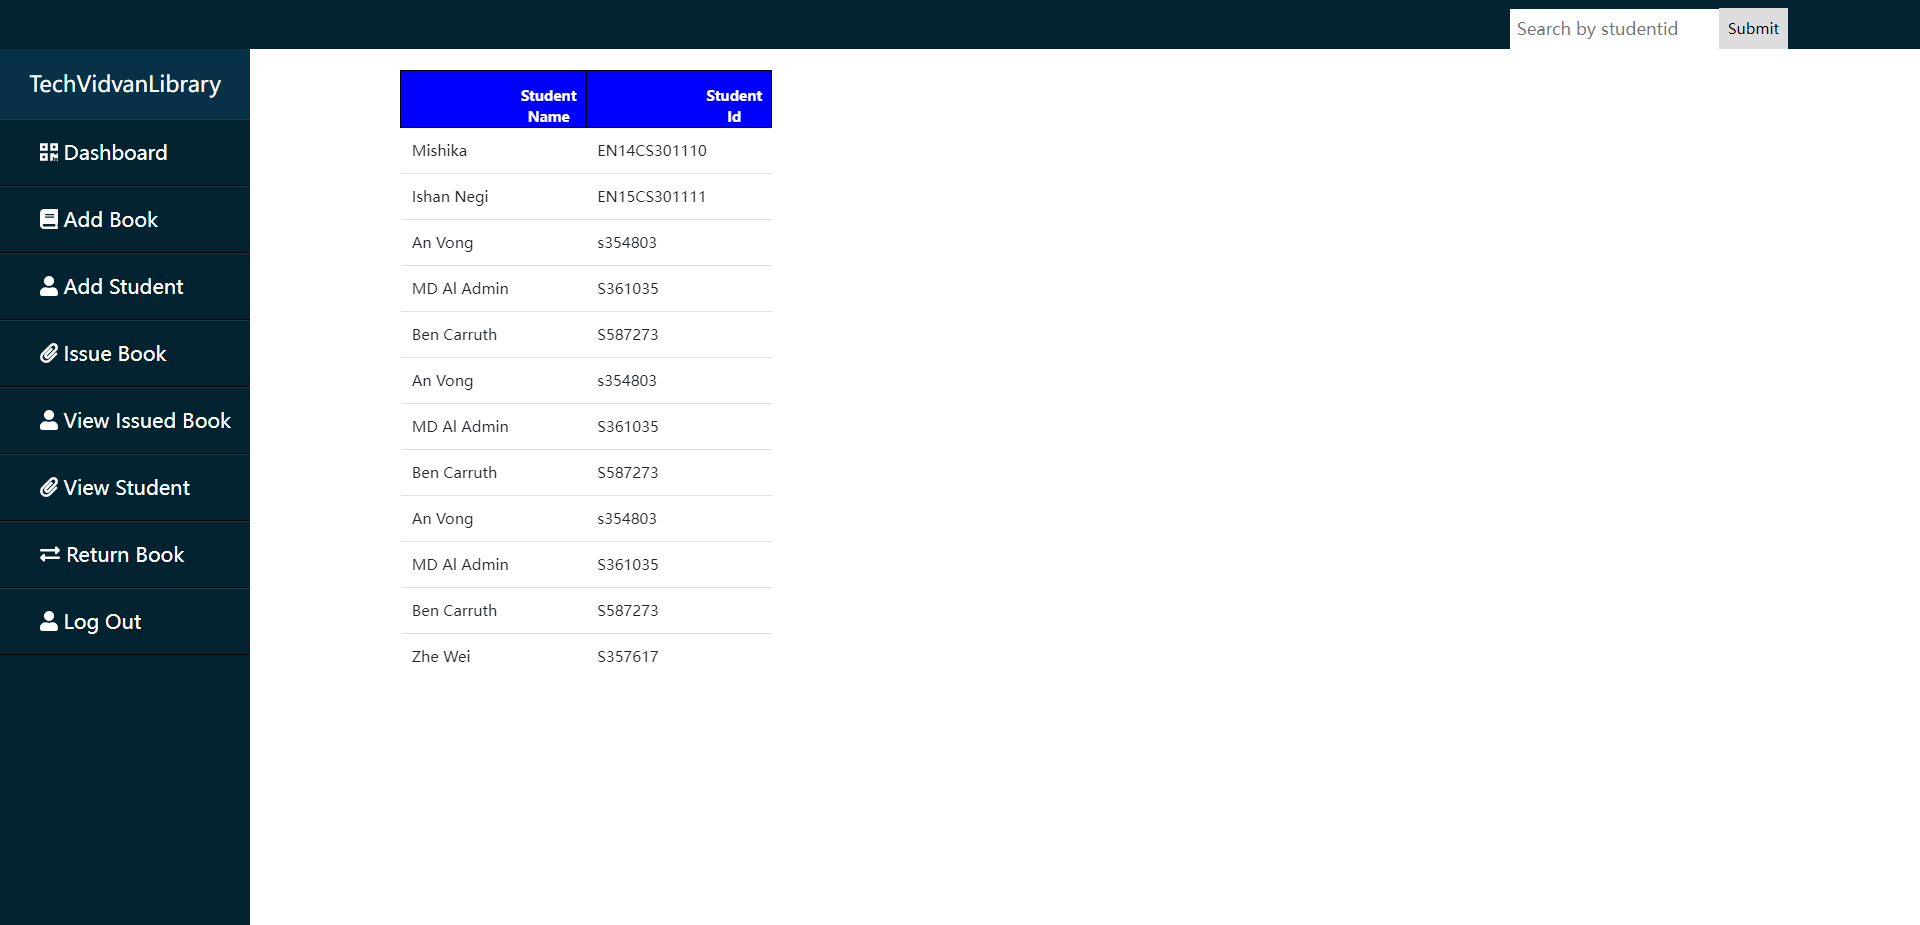 Search by studentid Submit
TechVidvanLibrary
Dashboard
Add Book
Add Student
Issue Book
View Issued Book
View Student
Return Book
Log Out
Student Student
Name Id
Mishika EN14CS301110
Ishan Negi EN15CS301111
An Vong s354803
MD Al Admin S361035
Ben Carruth S587273
An Vong s354803
MD Al Admin S361035
Ben Carruth S587273
An Vong s354803
MD Al Admin S361035
Ben Carruth S587273
Zhe Wei S357617